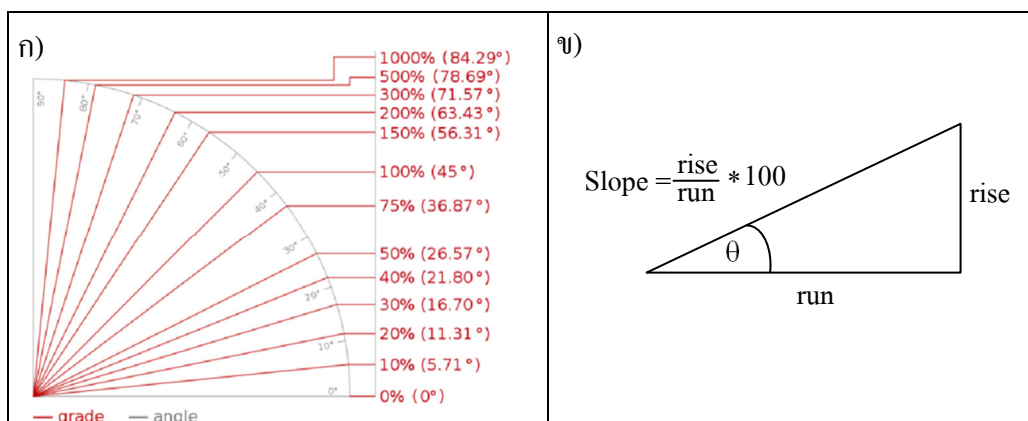 ก)
1000% (84.29°)
500% (78.69°)
300% (71.57°)
200% (63.43°)
150% (56.31°)
100% (45°)
75% (36.87°)
50% (26.57°)
40% (21.80°)
30% (16.70°)
20% (11.31°)
10% (5.71°)
0% (0°)
90°
80°
70°
60°
50°
40°
30°
20°
10°
0°
grade
angle
ข)
Slope = rise/run * 100
rise
θ
run